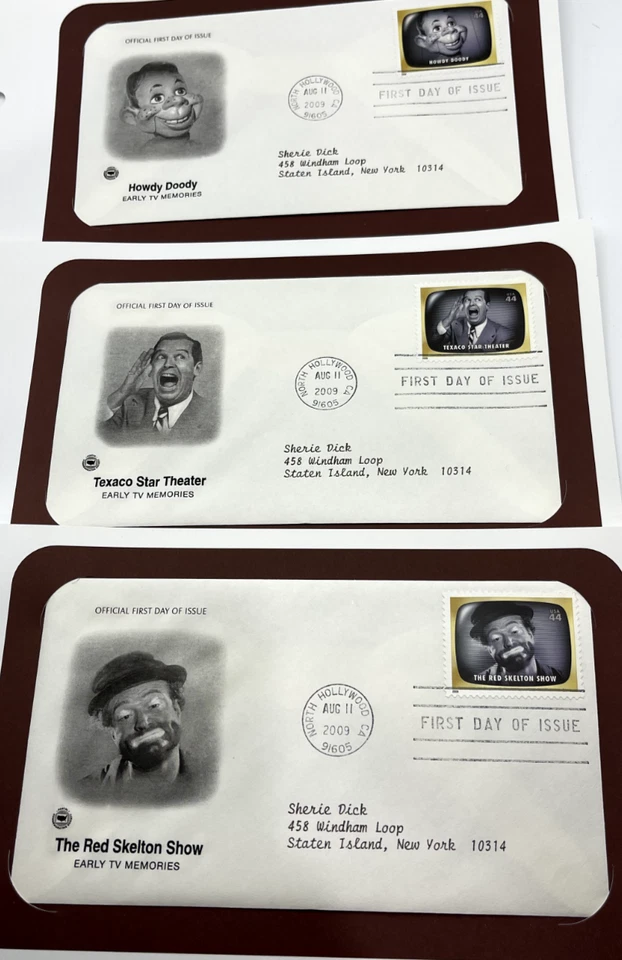 OFFICIAL FIRST DAY OF ISSUE
44
HOWDY DOODY
NORTH HOLLYWOOD CA
AUG 11
2009
91605
FIRST DAY OF ISSUE
Sherie Dick
458 Windham Loop
Staten Island, New York 10314
Howdy Doody
EARLY TV MEMORIES
OFFICIAL FIRST DAY OF ISSUE
USA
44
TEXACO STAR THEATER
NORTH HOLLYWOOD CA
AUG 11
2009
91605
FIRST DAY OF ISSUE
Sherie Dick
458 Windham Loop
Staten Island, New York 10314
Texaco Star Theater
EARLY TV MEMORIES
OFFICIAL FIRST DAY OF ISSUE
USA
44
THE RED SKELTON SHOW
NORTH HOLLYWOOD CA
AUG 11
2009
91605
FIRST DAY OF ISSUE
Sherie Dick
458 Windham Loop
Staten Island, New York 10314
The Red Skelton Show
EARLY TV MEMORIES